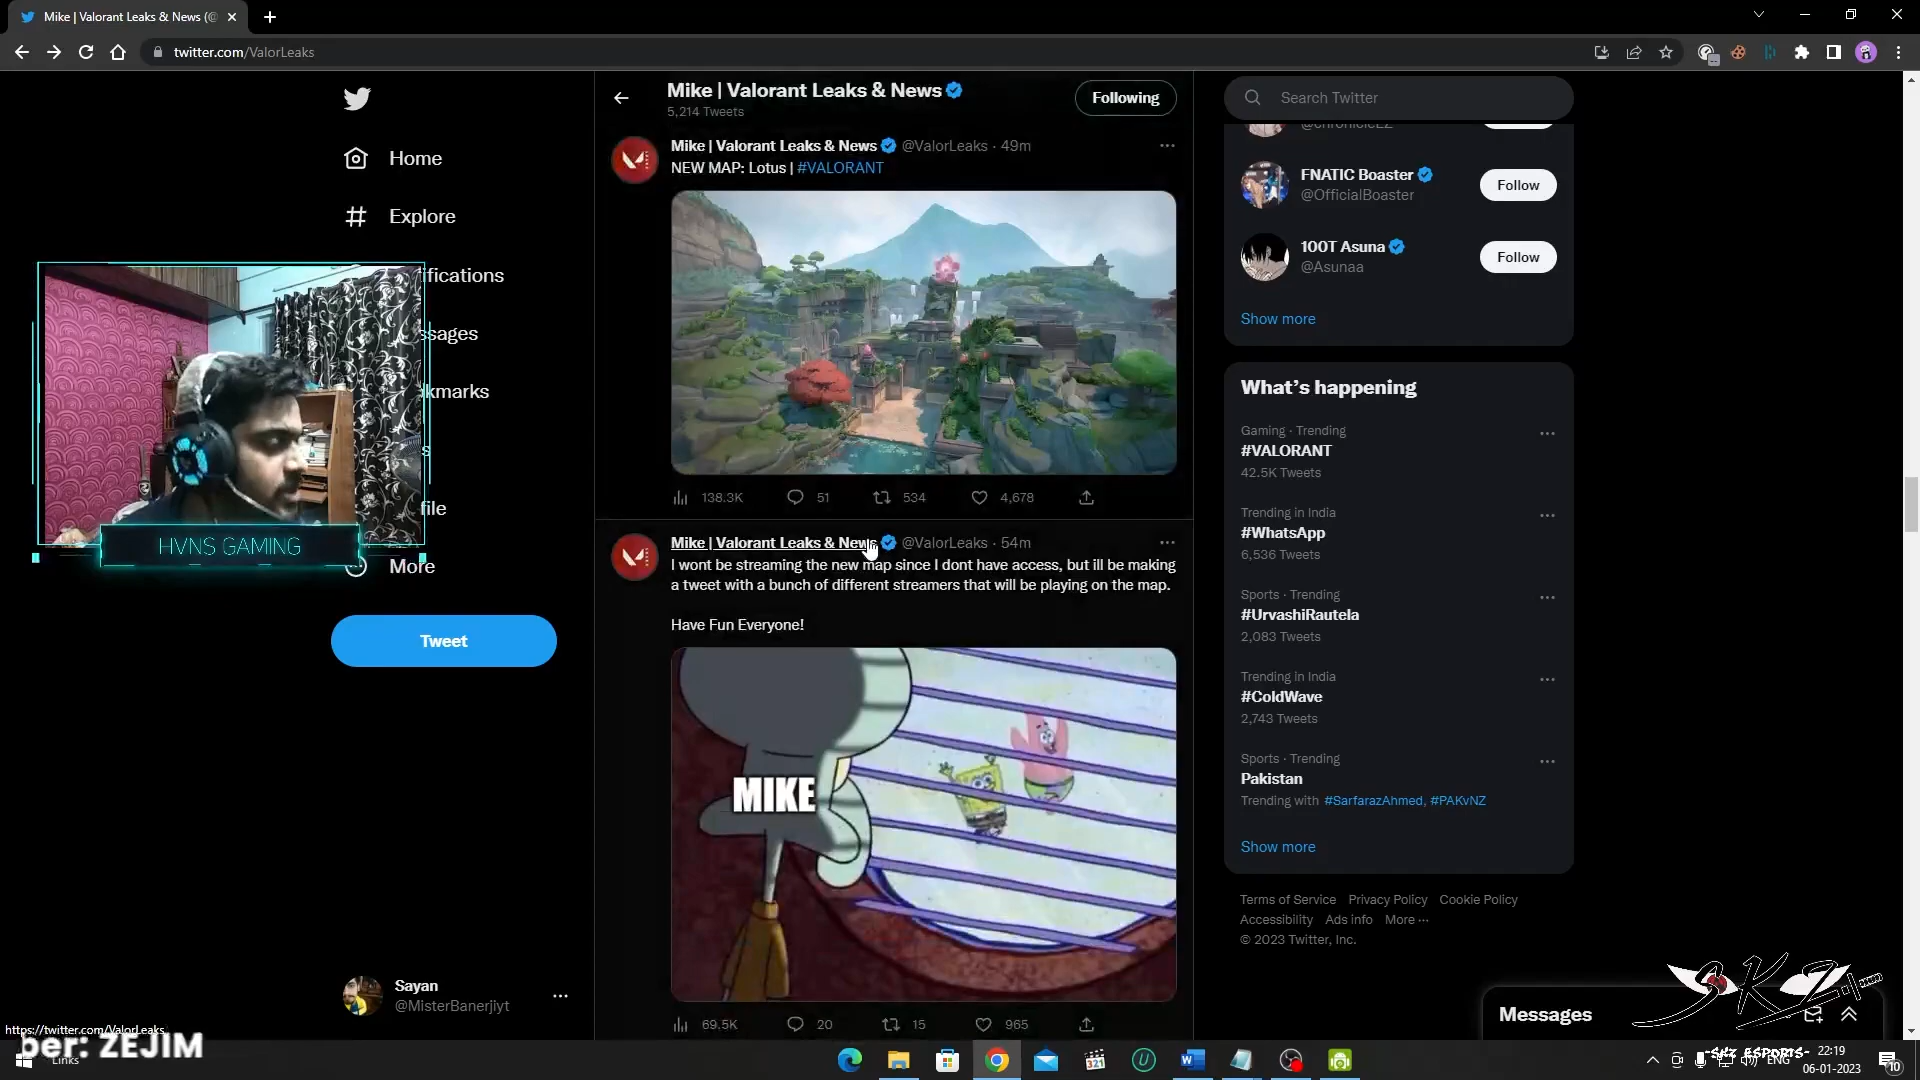 Mike | Valorant Leaks & News (@
twitter.com/ValorLeaks
Home
Explore
ifications
ssages
kmarks
s
file
More
Tweet
HVNS GAMING
Sayan
@MisterBanerjiyt
https://twitter.com/ValorLeaks
per: ZEJIM
Links
Mike | Valorant Leaks & News
5,214 Tweets
Following
Mike | Valorant Leaks & News @ValorLeaks · 49m
NEW MAP: Lotus | #VALORANT
138.3K 51 534 4,678
Mike | Valorant Leaks & News @ValorLeaks · 54m
I wont be streaming the new map since I dont have access, but ill be making
a tweet with a bunch of different streamers that will be playing on the map.
Have Fun Everyone!
MIKE
69.5K 20 15 965
Search Twitter
@ChronicleZ
FNATIC Boaster
@OfficialBoaster
Follow
100T Asuna
@Asunaa
Follow
Show more
What's happening
Gaming · Trending
#VALORANT
42.5K Tweets
Trending in India
#WhatsApp
6,536 Tweets
Sports · Trending
#UrvashiRautela
2,083 Tweets
Trending in India
#ColdWave
2,743 Tweets
Sports · Trending
Pakistan
Trending with #SarfarazAhmed, #PAKvNZ
Show more
Terms of Service Privacy Policy Cookie Policy
Accessibility Ads info More ···
© 2023 Twitter, Inc.
Messages
SKZ
-SKZ ESPORTS-
321
ENG
22:19
06-01-2023
10